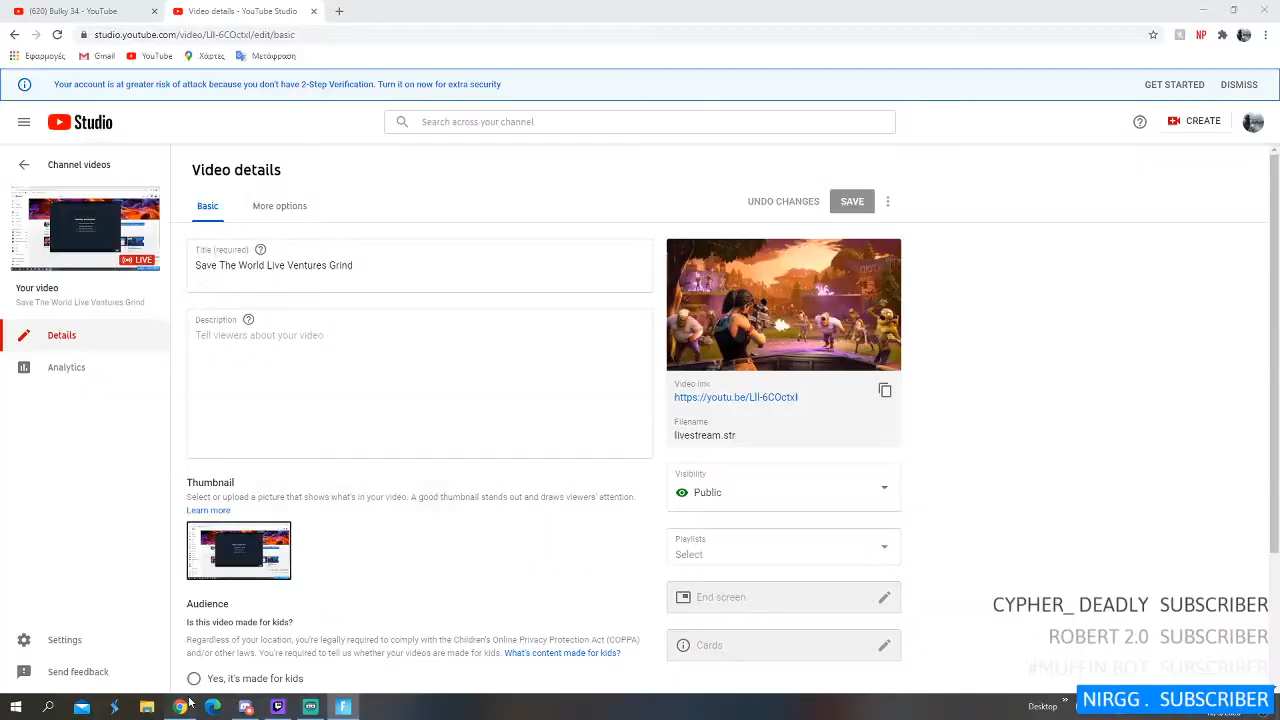 (620) Bulky 34 - YouTube
Video details - YouTube Studio
studio.youtube.com/video/LlI-6COctxI/edit/basic
NP
Εφαρμογές
Gmail
YouTube
Χάρτες
Μετάφραση
Your account is at greater risk of attack because you don't have 2-Step Verification. Turn it on now for extra security
GET STARTED
DISMISS
Studio
Search across your channel
CREATE
Channel videos
Video details
Basic
More options
UNDO CHANGES
SAVE
Title (required)
Save The World Live Ventures Grind
LIVE
Your video
Save The World Live Ventures Grind
Description
Tell viewers about your video
Details
Analytics
Video link
https://youtu.be/LlI-6COctxI
Filename
livestream.str
Visibility
Public
Thumbnail
Select or upload a picture that shows what's in your video. A good thumbnail stands out and draws viewers' attention.
Learn more
Playlists
Select
End screen
Cards
Audience
Is this video made for kids?
Regardless of your location, you're legally required to comply with the Children's Online Privacy Protection Act (COPPA)
and/or other laws. You're required to tell us whether your videos are made for kids. What's content made for kids?
Yes, it's made for kids
Settings
Send feedback
CYPHER_ DEADLY SUBSCRIBER
ROBERT 2.0 SUBSCRIBER
#MUFFIN BOT SUBSCRIBER
NIRGG . SUBSCRIBER
Desktop